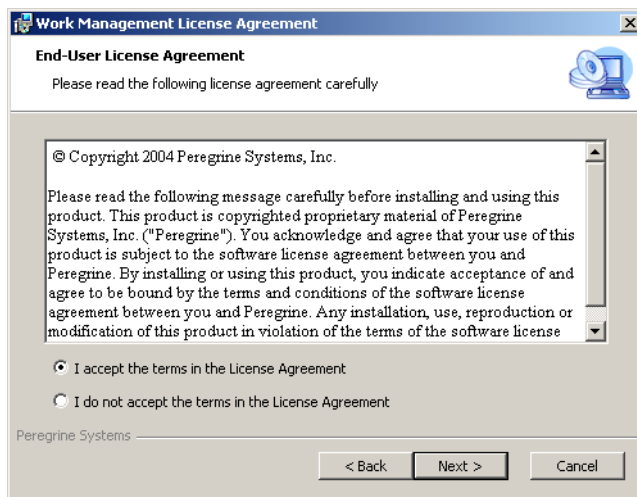 Work Management License Agreement
End-User License Agreement
Please read the following license agreement carefully
© Copyright 2004 Peregrine Systems, Inc.
Please read the following message carefully before installing and using this
product. This product is copyrighted proprietary material of Peregrine
Systems, Inc. ("Peregrine"). You acknowledge and agree that your use of this
product is subject to the software license agreement between you and
Peregrine. By installing or using this product, you indicate acceptance of and
agree to be bound by the terms and conditions of the software license
agreement between you and Peregrine. Any installation, use, reproduction or
modification of this product in violation of the terms of the software license
I accept the terms in the License Agreement
I do not accept the terms in the License Agreement
Peregrine Systems
< Back Next > Cancel